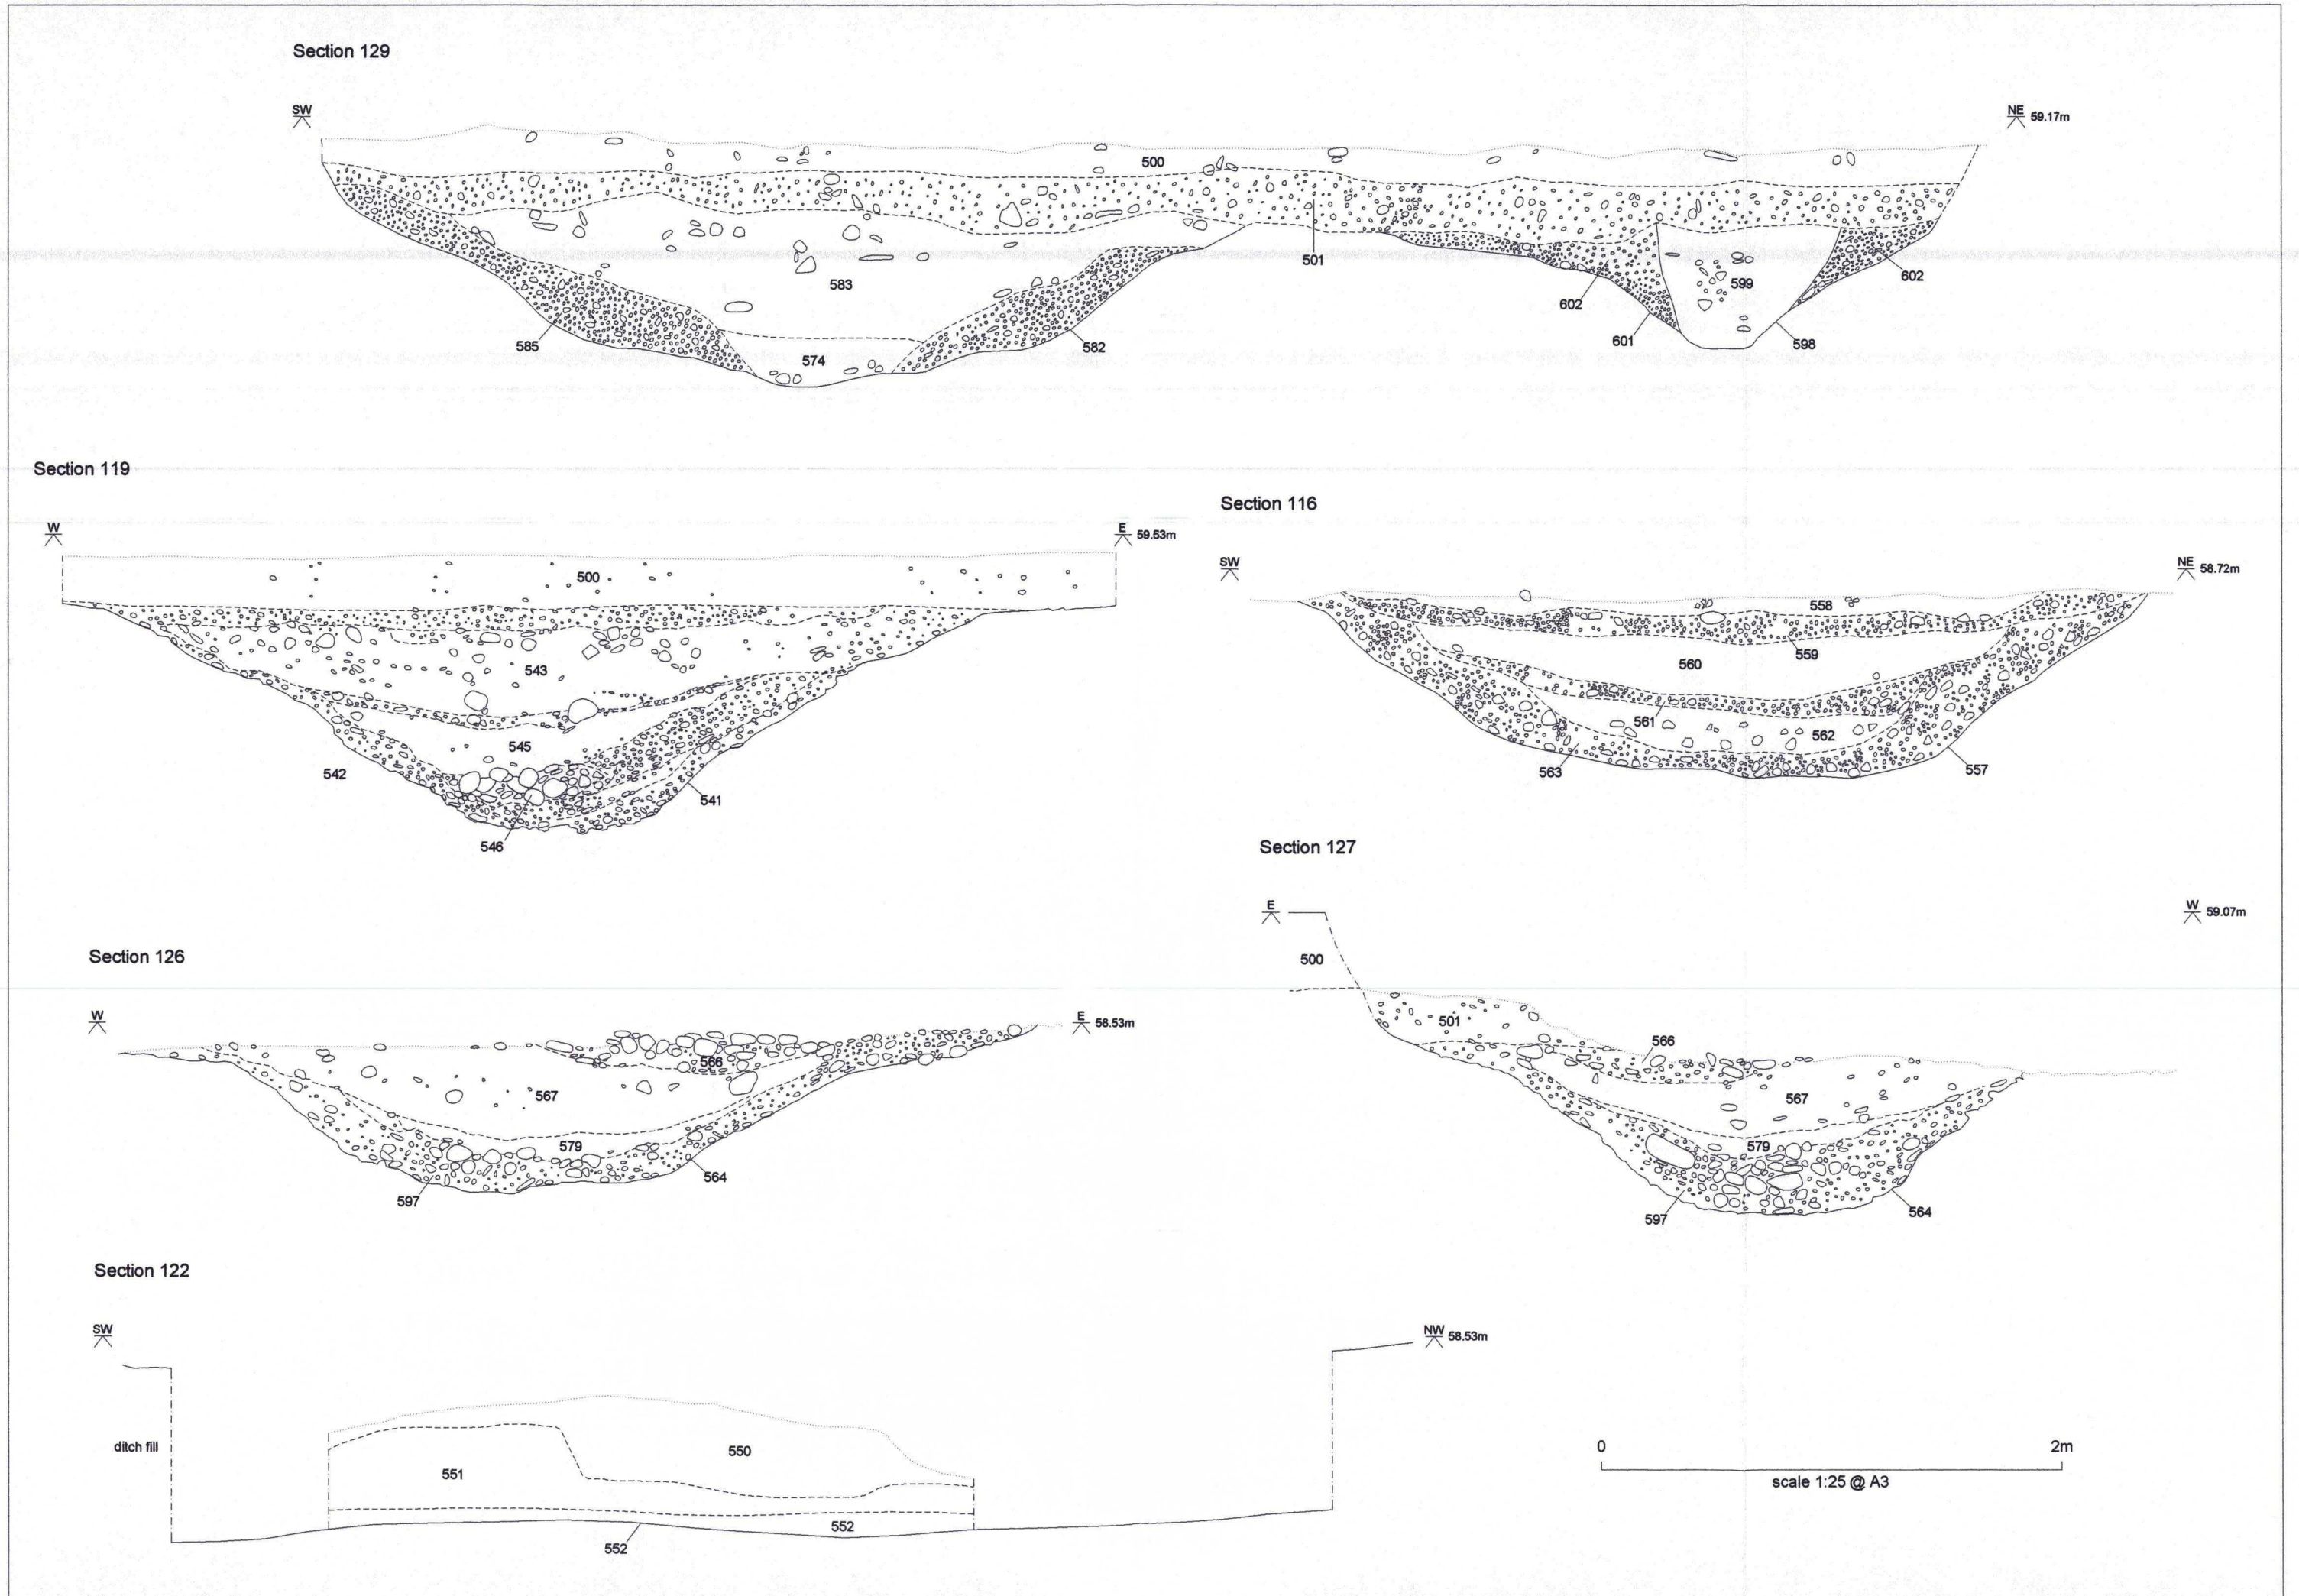 Section 129
SW
NE 59.17m
500
501
583
599
602
602
585
574
582
601
598
Section 119
W
E 59.53m
500
543
545
542
541
546
Section 116
SW
NE 58.72m
558
559
560
561
562
563
557
Section 127
E
W 59.07m
500
501
566
567
579
597
564
Section 126
W
E 58.53m
566
567
579
564
597
Section 122
SW
NW 58.53m
ditch fill
550
551
552
552
0 2m
scale 1:25 @ A3